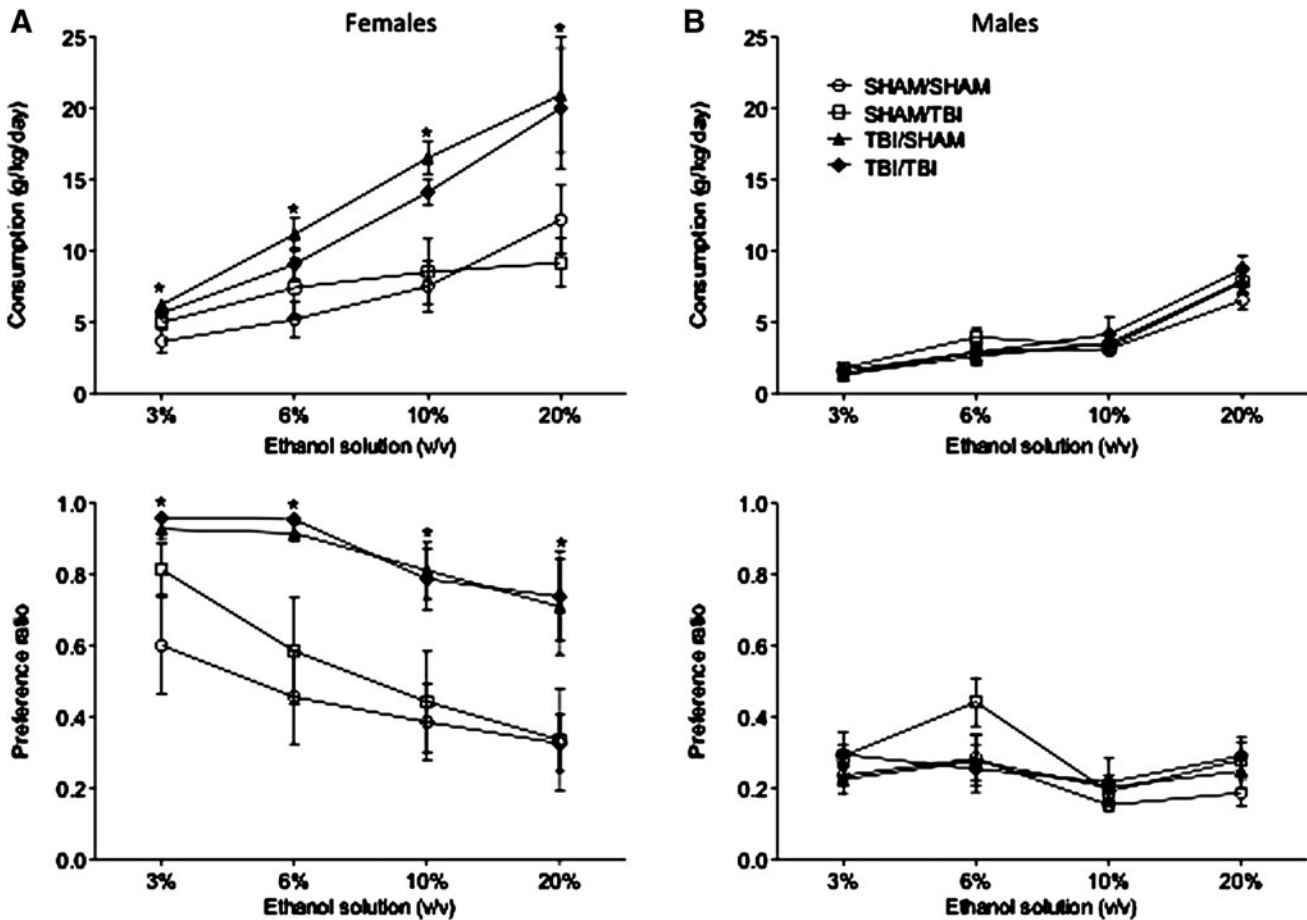 A Females
25
20
15
10
5
0
Consumption (g/kg/day)
* * * *
3% 6% 10% 20%
Ethanol solution (w/v)
B Males
25
20
15
10
5
0
Consumption (g/kg/day)
SHAM/SHAM
SHAM/TBI
TBI/SHAM
TBI/TBI
3% 6% 10% 20%
Ethanol solution (w/v)
1.0
0.8
0.6
0.4
0.2
0.0
Preference ratio
* * * *
3% 6% 10% 20%
Ethanol solution (w/v)
1.0
0.8
0.6
0.4
0.2
0.0
Preference ratio
3% 6% 10% 20%
Ethanol solution (w/v)